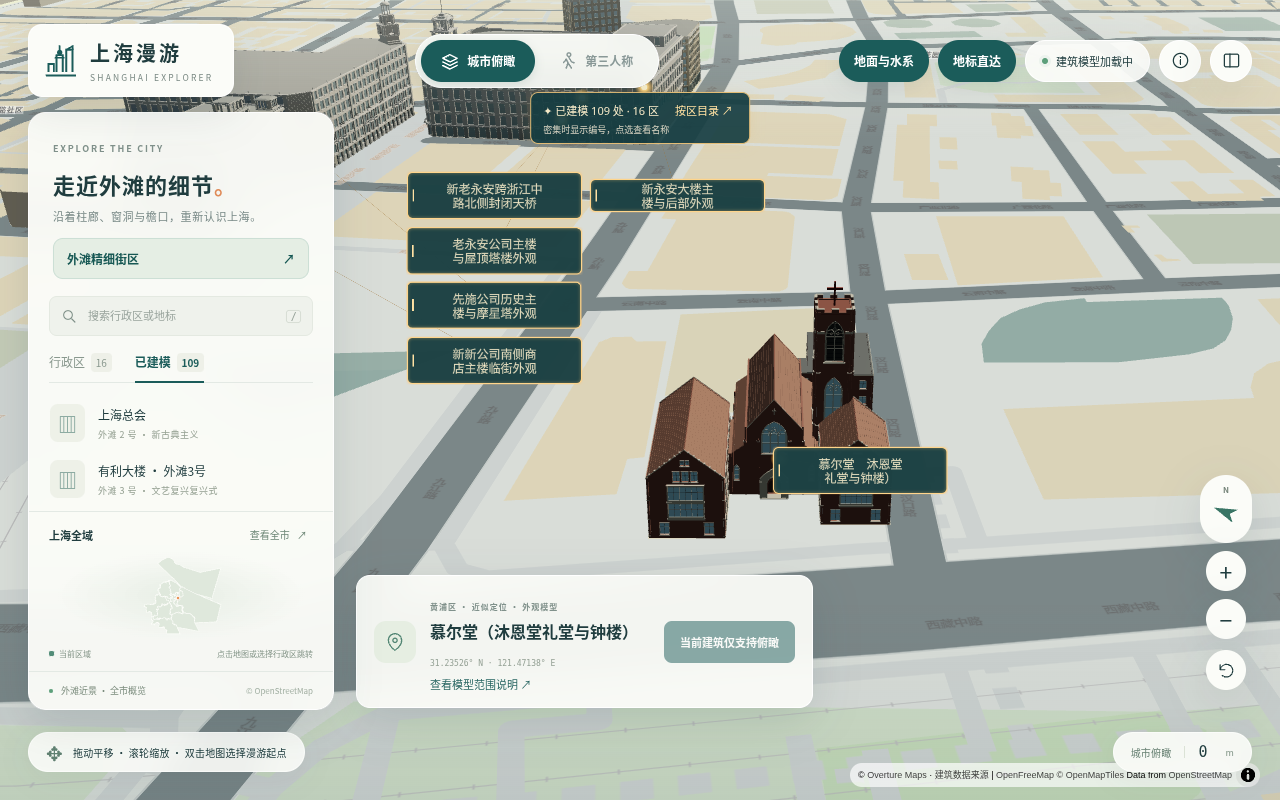 上海漫游
SHANGHAI EXPLORER
城市俯瞰
第三人称
地面与水系
地标直达
建筑模型加载中
✦ 已建模 109 处 · 16 区
按区目录 ↗
密集时显示编号，点选查看名称
EXPLORE THE CITY
走近外滩的细节。
沿着柱廊、窗洞与檐口，重新认识上海。
外滩精细街区 ↗
搜索行政区或地标 /
行政区 16
已建模 109
上海总会
外滩 2 号 · 新古典主义
有利大楼 · 外滩3号
外滩 3 号 · 文艺复兴复兴式
上海全域
查看全市 ↗
当前区域
点击地图或选择行政区跳转
外滩近景 · 全市概览
© OpenStreetMap
拖动平移 · 滚轮缩放 · 双击地图选择漫游起点
新老永安跨浙江中
路北侧封闭天桥
新永安大楼主
楼与后部外观
老永安公司主楼
与屋顶塔楼外观
先施公司历史主
楼与摩星塔外观
新新公司南侧商
店主楼临街外观
慕尔堂 沐恩堂
礼堂与钟楼）
西藏中路
西藏中路
黄浦区 · 近似定位 · 外观模型
慕尔堂（沐恩堂礼堂与钟楼）
31.23526° N · 121.47138° E
查看模型范围说明 ↗
当前建筑仅支持俯瞰
N
+
−
城市俯瞰
0 m
© Overture Maps · 建筑数据来源 | OpenFreeMap © OpenMapTiles Data from OpenStreetMap